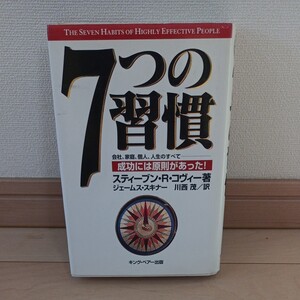 THE SEVEN HABITS OF HIGHLY EFFECTIVE PEOPLE
7つの
習慣
会社、家庭、個人、人生のすべて
成功には原則があった!
スティーブン・R・コヴィー著
ジェームス・スキナー 川西 茂/訳
キング・ベアー出版